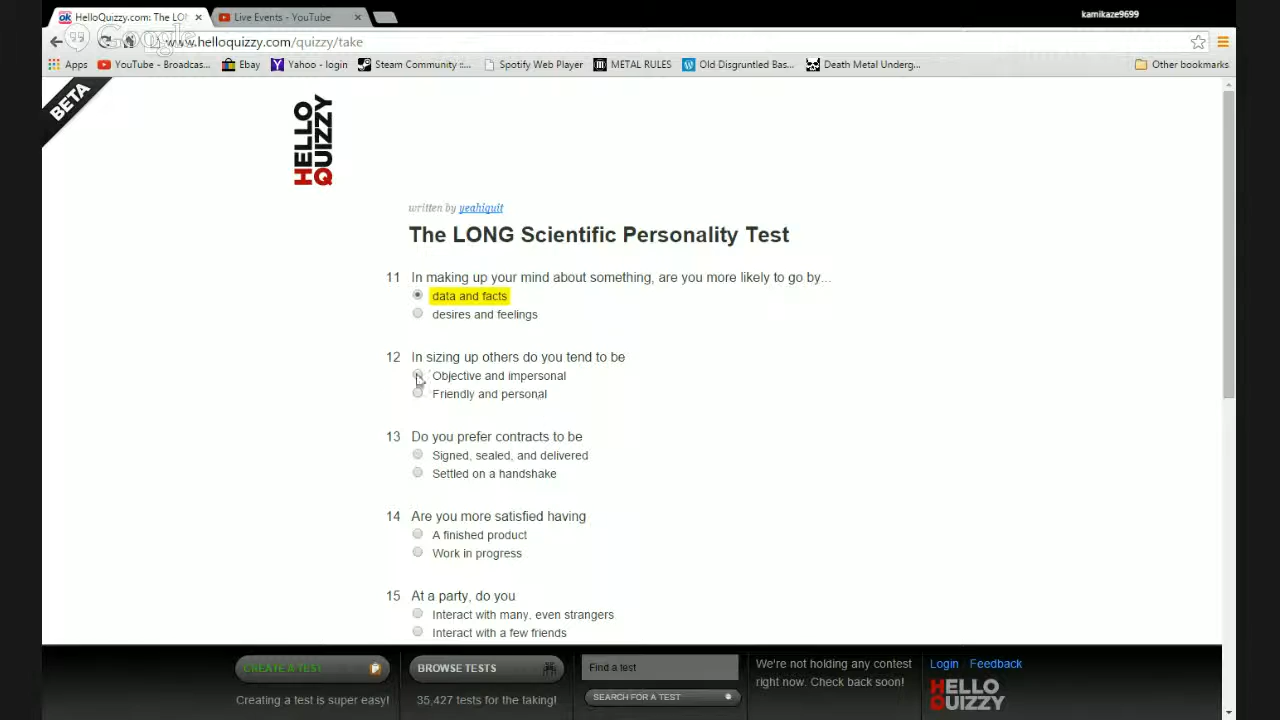 HelloQuizzy.com: The LON
Live Events - YouTube
kamikaze9699
Google
www.helloquizzy.com/quizzy/take
Apps YouTube - Broadcas... Ebay Yahoo - login Steam Community :... Spotify Web Player METAL RULES Old Disgruntled Bas... Death Metal Underg... Other bookmarks
BETA
HELLO
QUIZZY
written by yeahiquit
The LONG Scientific Personality Test
11 In making up your mind about something, are you more likely to go by...
data and facts
desires and feelings
12 In sizing up others do you tend to be
Objective and impersonal
Friendly and personal
13 Do you prefer contracts to be
Signed, sealed, and delivered
Settled on a handshake
14 Are you more satisfied having
A finished product
Work in progress
15 At a party, do you
Interact with many, even strangers
Interact with a few friends
CREATE A TEST
Creating a test is super easy!
BROWSE TESTS
35,427 tests for the taking!
Find a test
SEARCH FOR A TEST
We're not holding any contest
right now. Check back soon!
Login Feedback
HELLO
QUIZZY